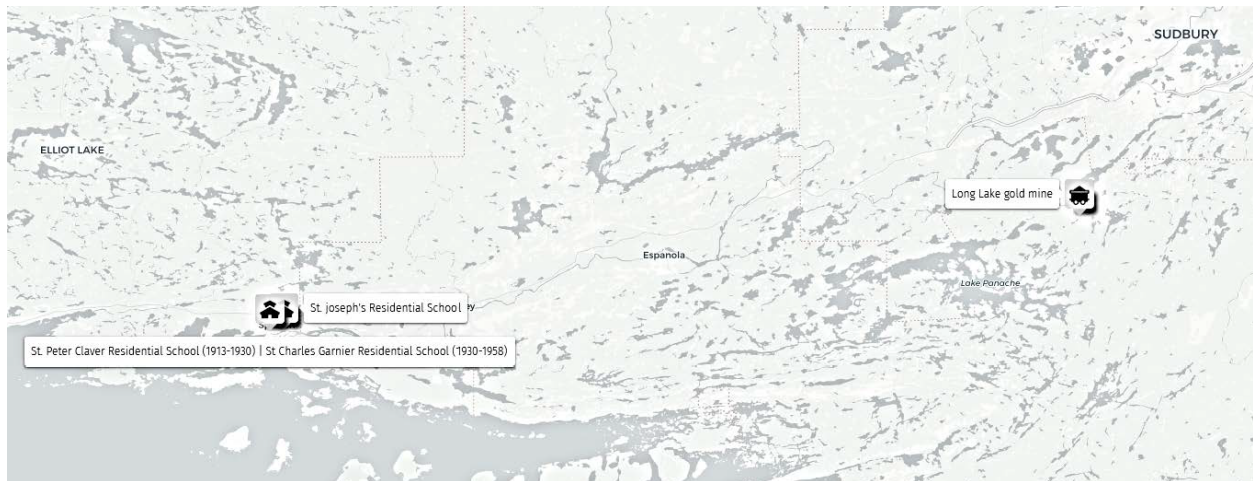 SUDBURY
ELLIOT LAKE
Long Lake gold mine
Espanola
Lake Panache
St. joseph's Residential School
St. Peter Claver Residential School (1913-1930) | St Charles Garnier Residential School (1930-1958)